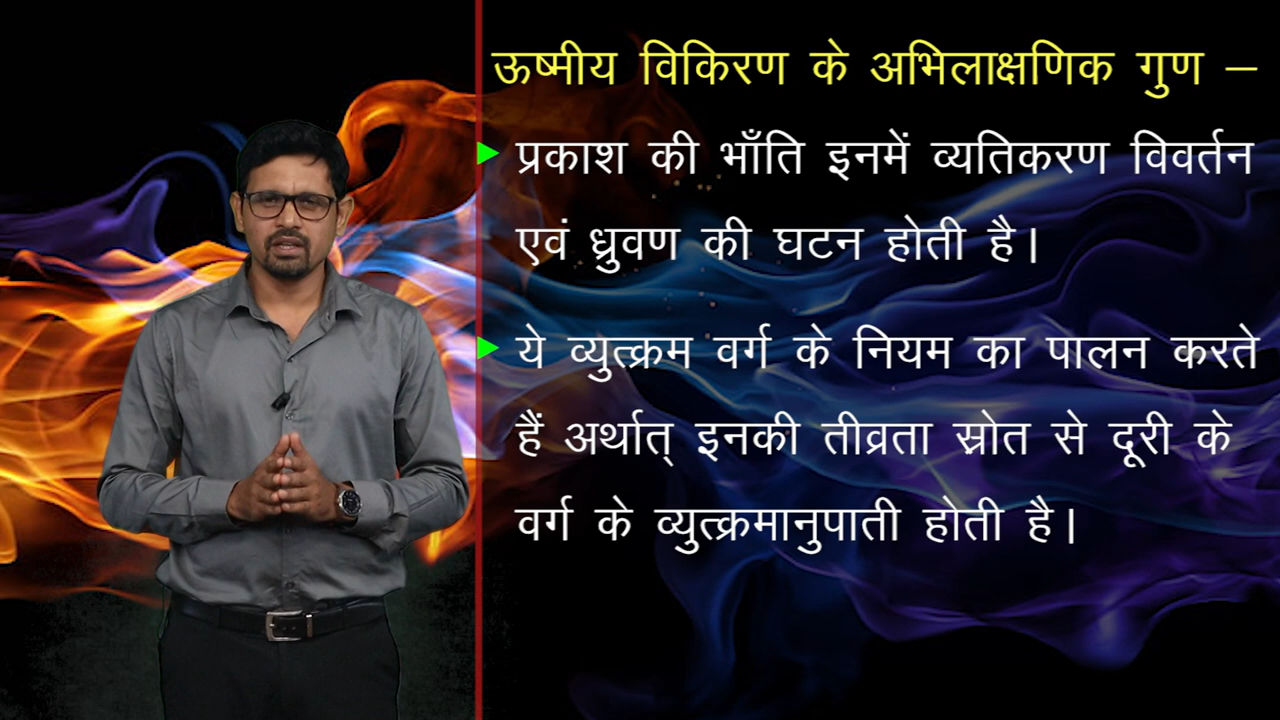 ऊष्मीय विकिरण के अभिलाक्षणिक गुण –
प्रकाश की भाँति इनमें व्यतिकरण विवर्तन
एवं ध्रुवण की घटन होती है।
ये व्युत्क्रम वर्ग के नियम का पालन करते
हैं अर्थात् इनकी तीव्रता स्रोत से दूरी के
वर्ग के व्युत्क्रमानुपाती होती है।